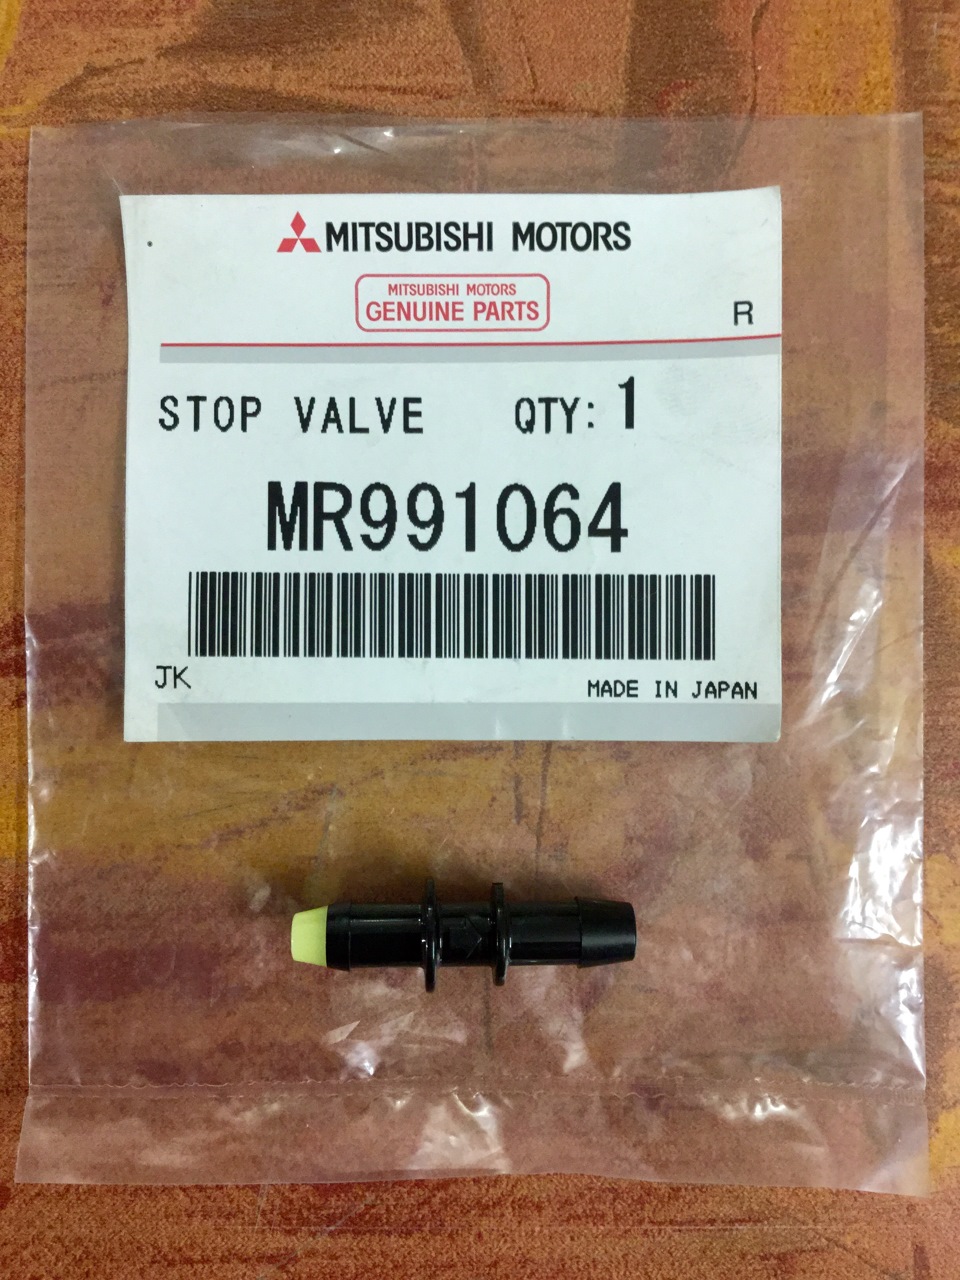 MITSUBISHI MOTORS
MITSUBISHI MOTORS
GENUINE PARTS
R
STOP VALVE QTY: 1
MR991064
JK
MADE IN JAPAN